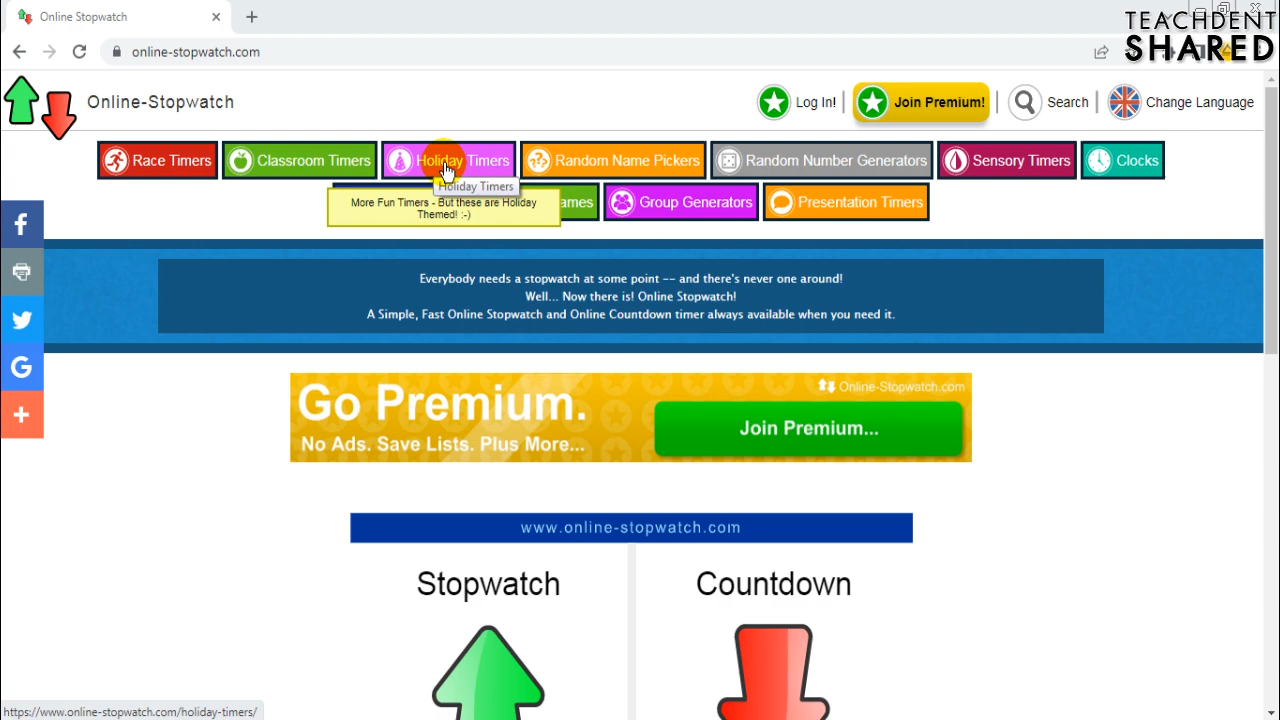 Online Stopwatch
TEACHDENT
SHARED
online-stopwatch.com
Online-Stopwatch
Log In!
Join Premium!
Search
Change Language
Race Timers
Classroom Timers
Holiday Timers
Random Name Pickers
Random Number Generators
Sensory Timers
Clocks
Holiday Timers
More Fun Timers - But these are Holiday
Themed! :-)
ames
Group Generators
Presentation Timers
Everybody needs a stopwatch at some point -- and there's never one around!
Well... Now there is! Online Stopwatch!
A Simple, Fast Online Stopwatch and Online Countdown timer always available when you need it.
Go Premium.
No Ads. Save Lists. Plus More...
Online-Stopwatch.com
Join Premium...
www.online-stopwatch.com
Stopwatch
Countdown
https://www.online-stopwatch.com/holiday-timers/